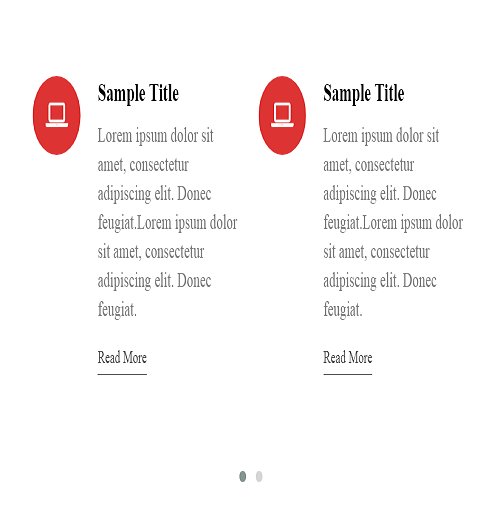 Sample Title
Lorem ipsum dolor sit
amet, consectetur
adipiscing elit. Donec
feugiat.Lorem ipsum dolor
sit amet, consectetur
adipiscing elit. Donec
feugiat.
Read More
Sample Title
Lorem ipsum dolor sit
amet, consectetur
adipiscing elit. Donec
feugiat.Lorem ipsum dolor
sit amet, consectetur
adipiscing elit. Donec
feugiat.
Read More